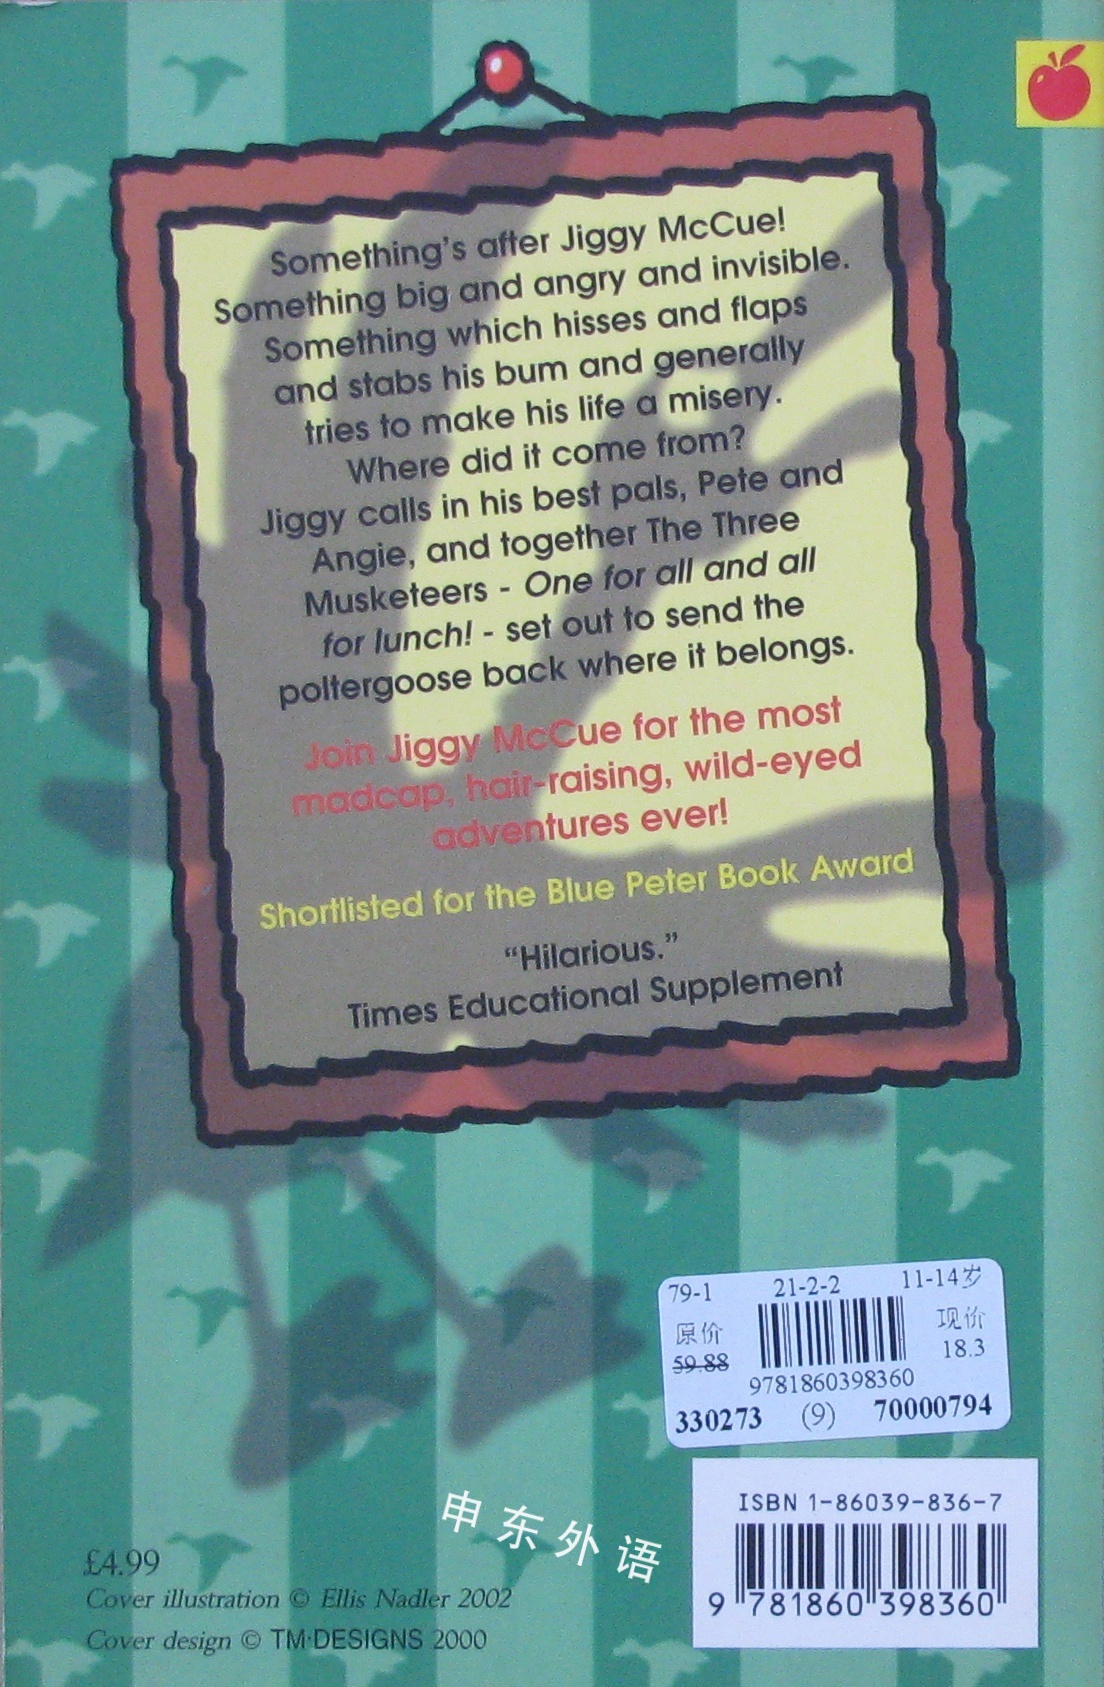 Something's after Jiggy McCue!
Something big and angry and invisible.
Something which hisses and flaps
and stabs his bum and generally
tries to make his life a misery.
Where did it come from?
Jiggy calls in his best pals, Pete and
Angie, and together The Three
Musketeers - One for all and all
for lunch! - set out to send the
poltergoose back where it belongs.
Join Jiggy McCue for the most
madcap, hair-raising, wild-eyed
adventures ever!
Shortlisted for the Blue Peter Book Award
“Hilarious.”
Times Educational Supplement
79-1 21-2-2 11-14岁
原价 现价
59.88 18.3
9781860398360
330273 (9) 70000794
ISBN 1-86039-836-7
9 781860 398360
申东外语
£4.99
Cover illustration © Ellis Nadler 2002
Cover design © TM·DESIGNS 2000